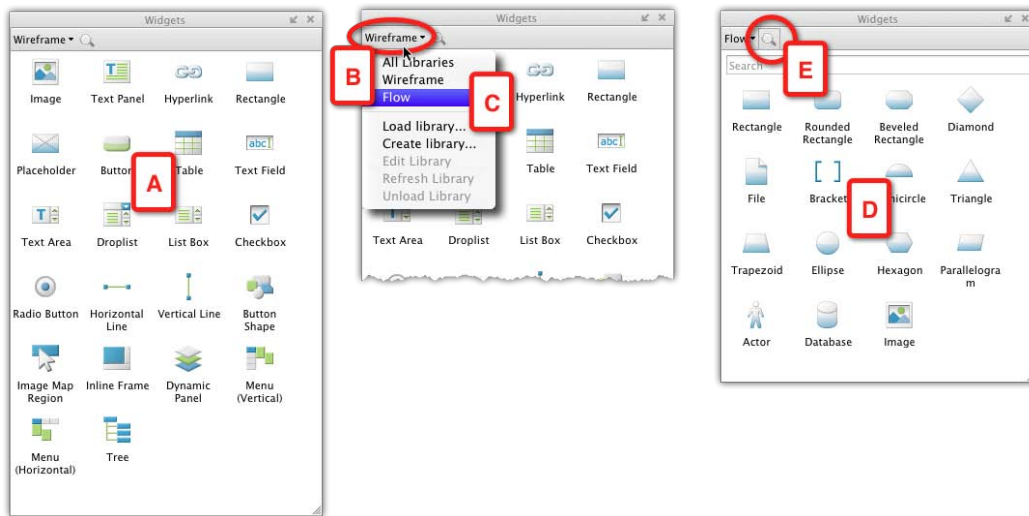 Widgets
Wireframe
Image Text Panel Hyperlink Rectangle
Placeholder Button Table Text Field
A
Text Area Droplist List Box Checkbox
Radio Button Horizontal Line Vertical Line Button Shape
Image Map Region Inline Frame Dynamic Panel Menu (Vertical)
Menu (Horizontal) Tree
Widgets
Wireframe
B
All Libraries
Wireframe
Flow
C
Load library...
Create library...
Edit Library
Refresh Library
Unload Library
Hyperlink Rectangle
abc
Table Text Field
Text Area Droplist List Box Checkbox
Widgets
Flow
E
Search
Rectangle Rounded Rectangle Beveled Rectangle Diamond
File Bracket Triangle
D
Trapezoid Ellipse Hexagon Parallelogra
m
Actor Database Image